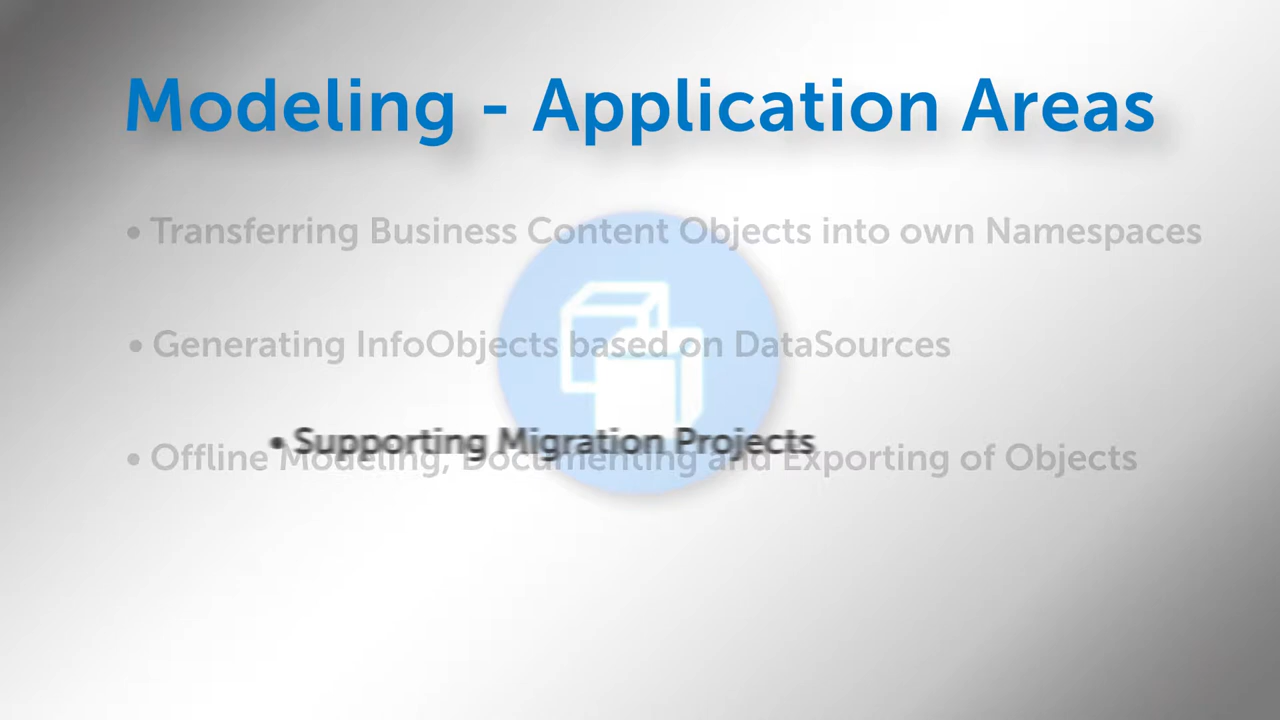 Modeling - Application Areas
• Transferring Business Content Objects into own Namespaces
• Generating InfoObjects based on DataSources
• Supporting Migration Projects
• Offline Modeling, Documenting and Exporting of Objects